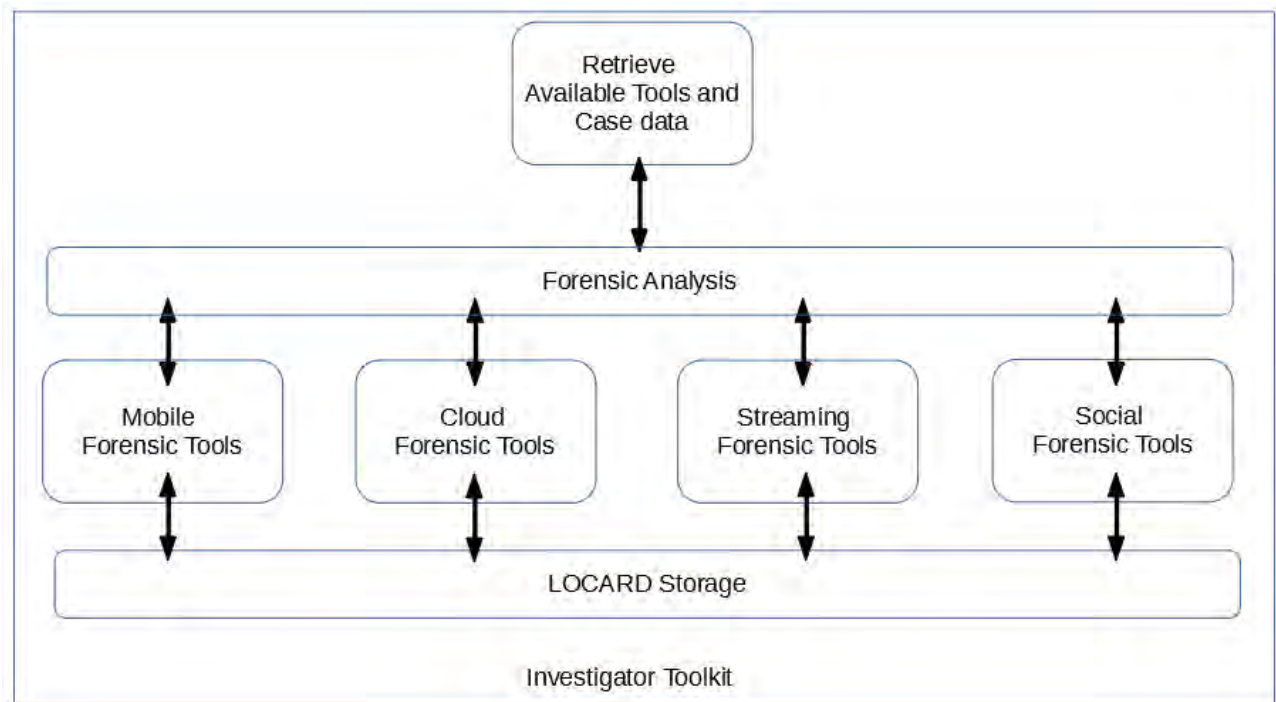 Retrieve
Available Tools and
Case data
Forensic Analysis
Mobile
Forensic Tools
Cloud
Forensic Tools
Streaming
Forensic Tools
Social
Forensic Tools
LOCARD Storage
Investigator Toolkit